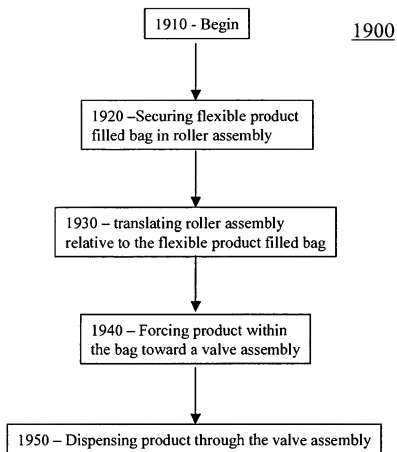 1910 - Begin
1900
1920 –Securing flexible product
filled bag in roller assembly
1930 – translating roller assembly
relative to the flexible product filled bag
1940 – Forcing product within
the bag toward a valve assembly
1950 – Dispensing product through the valve assembly